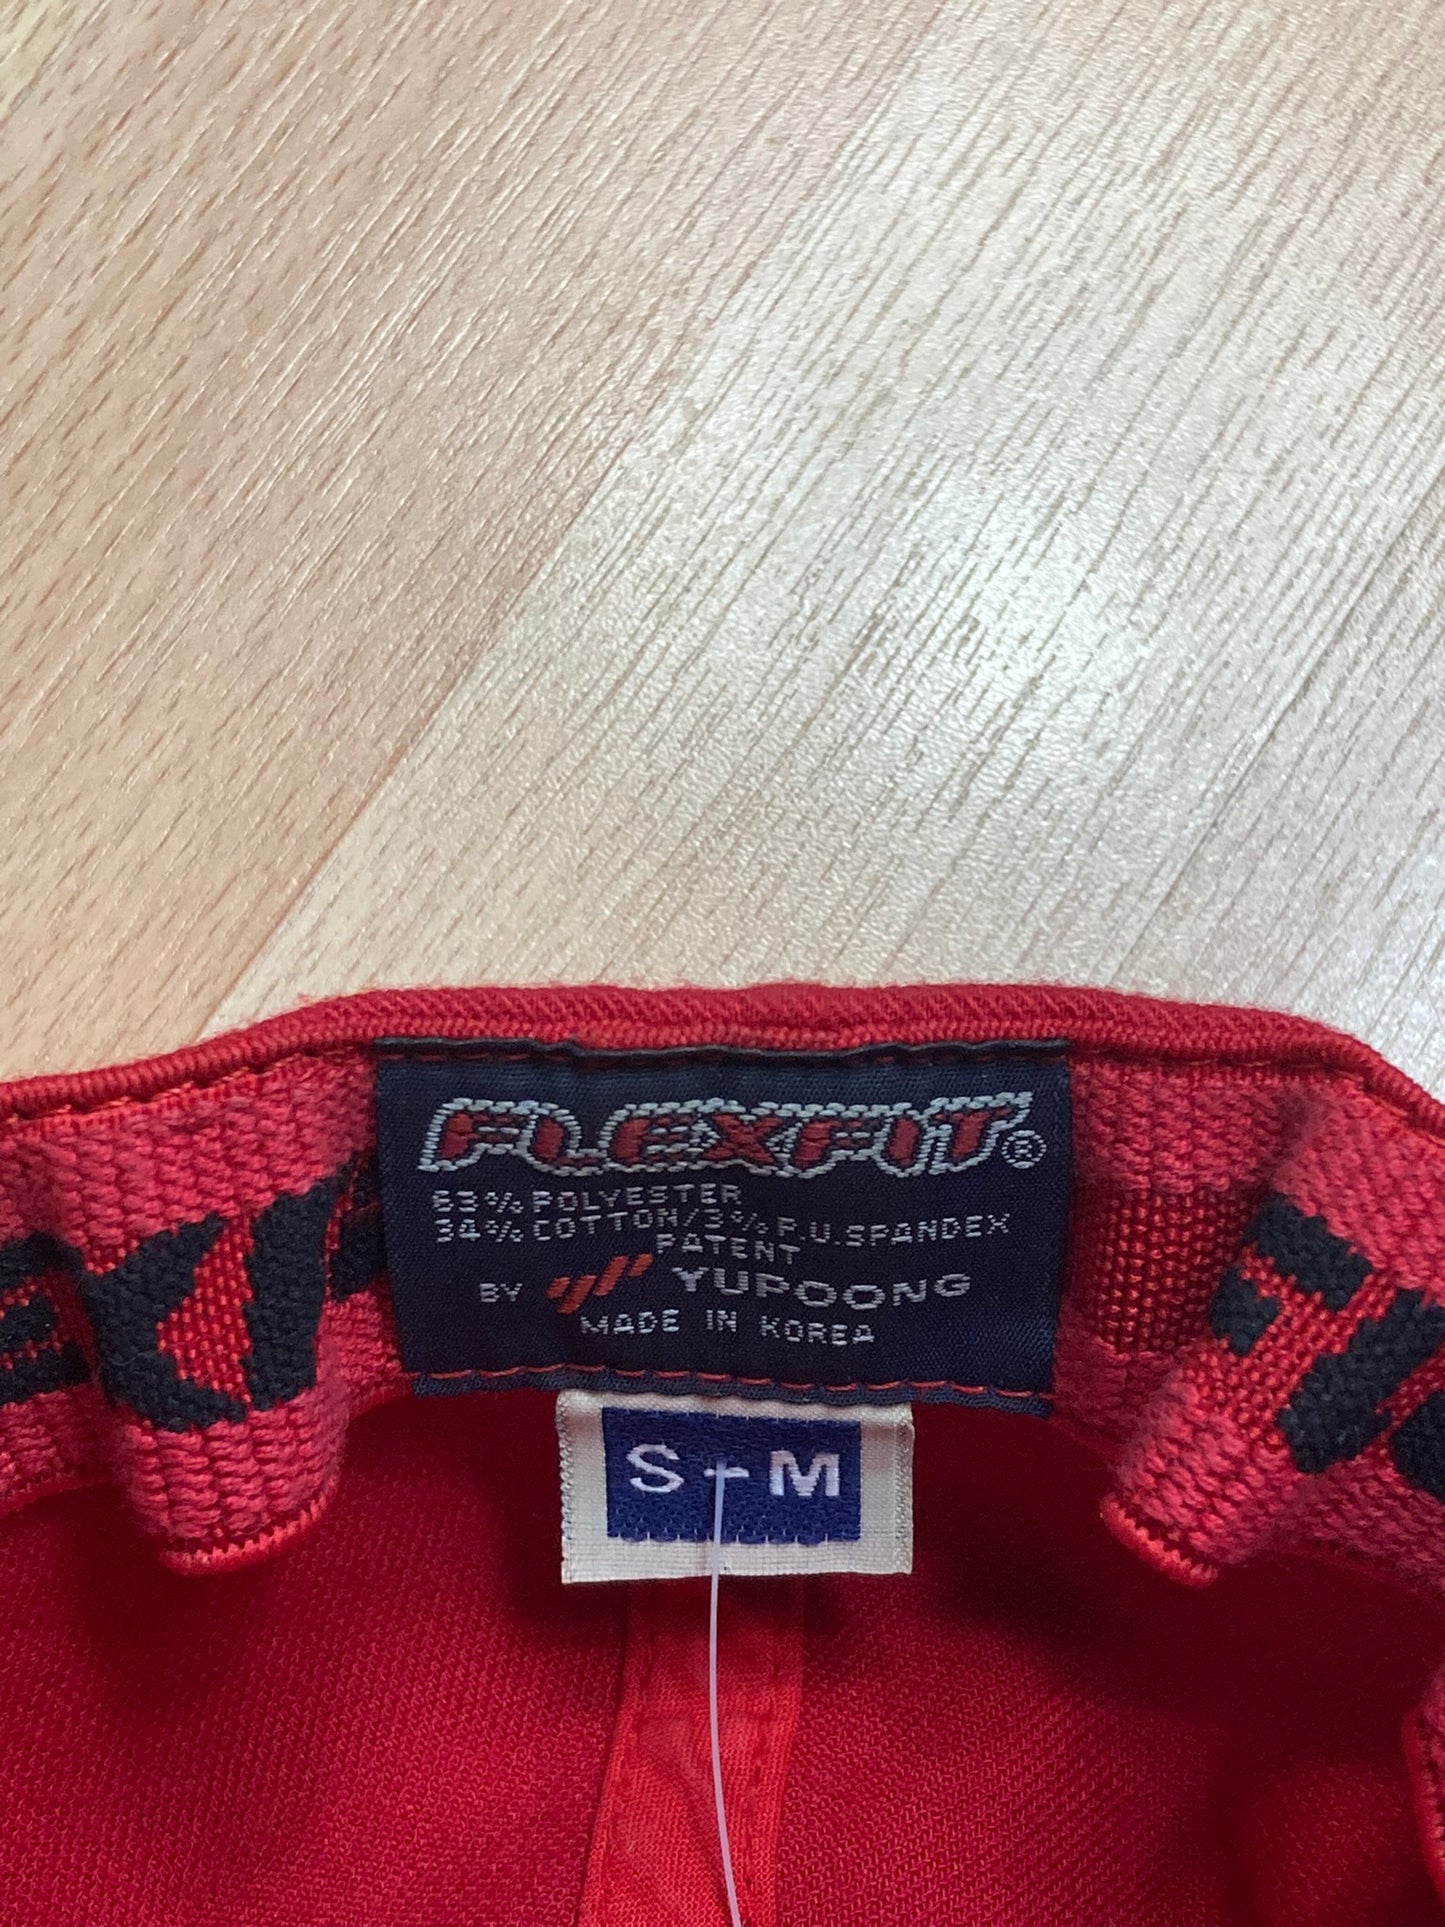 FLEXFIT®
63% POLYESTER
34% COTTON/3% P.U.SPANDEX
PATENT
BY YUPOONG
MADE IN KOREA
S-M